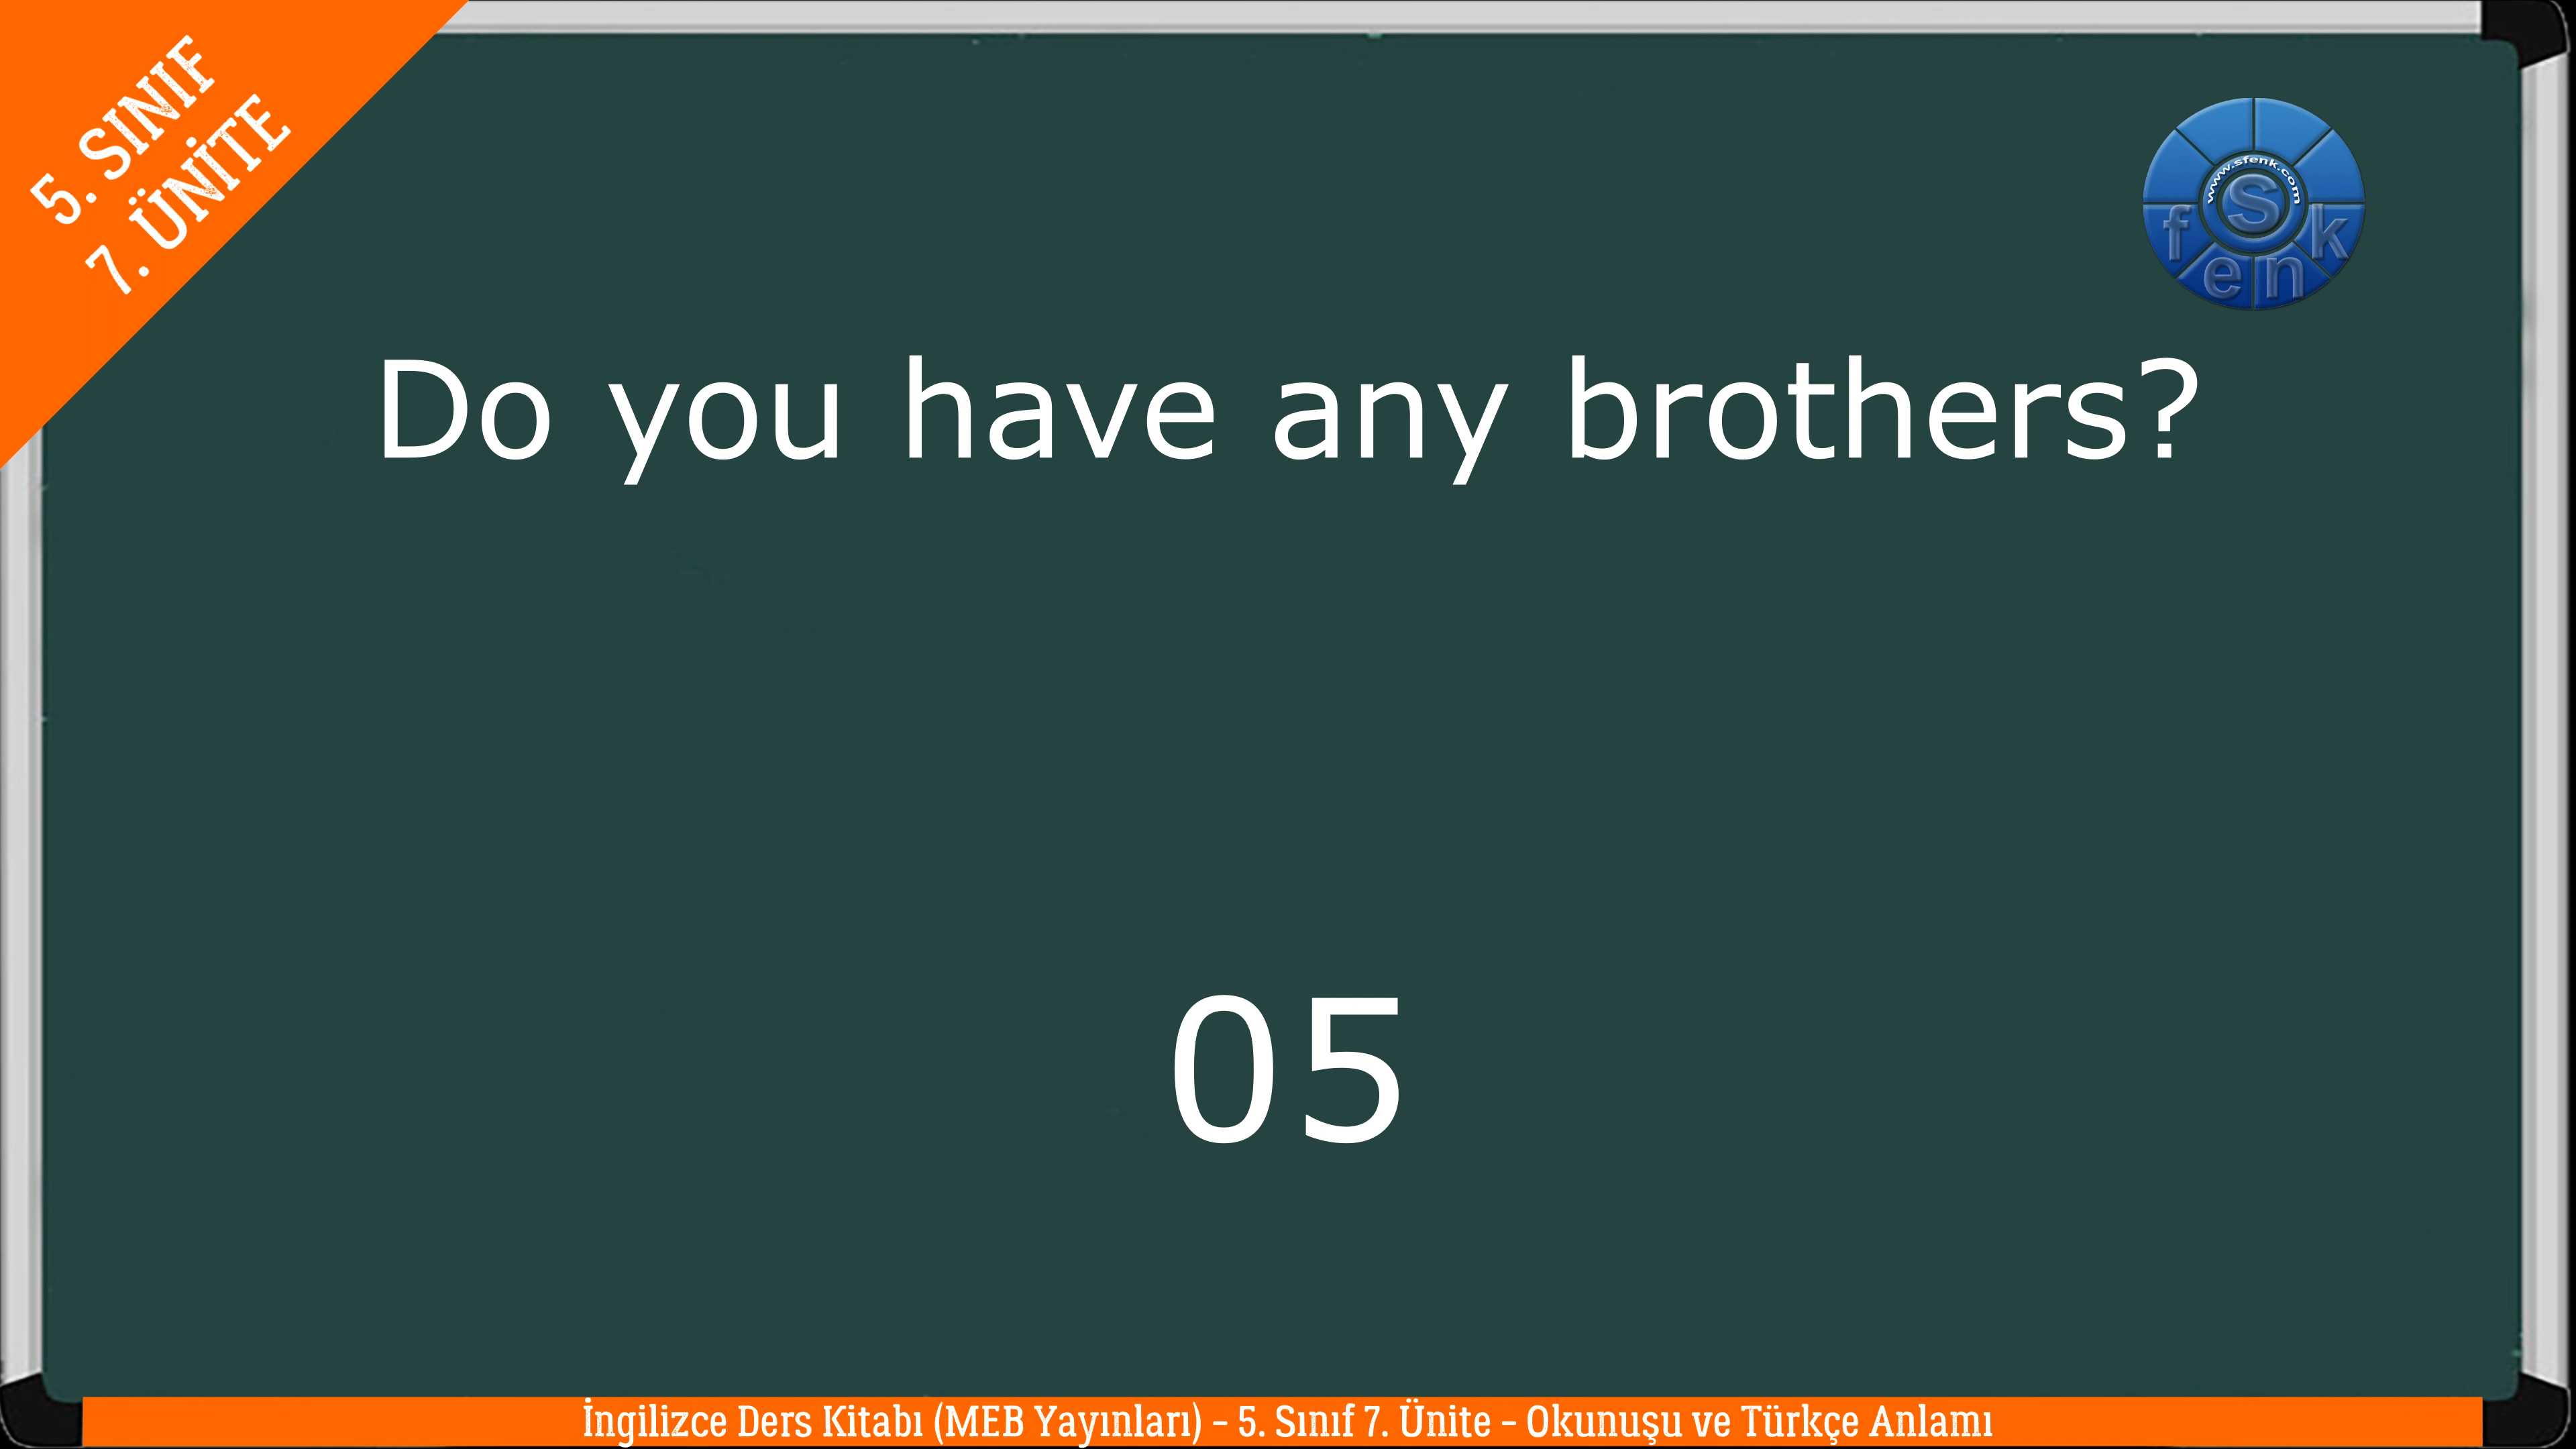 5. SINIF
7. ÜNİTE
www.sfenk.com
S
f e n k
Do you have any brothers?
05
İngilizce Ders Kitabı (MEB Yayınları) – 5. Sınıf 7. Ünite – Okunuşu ve Türkçe Anlamı